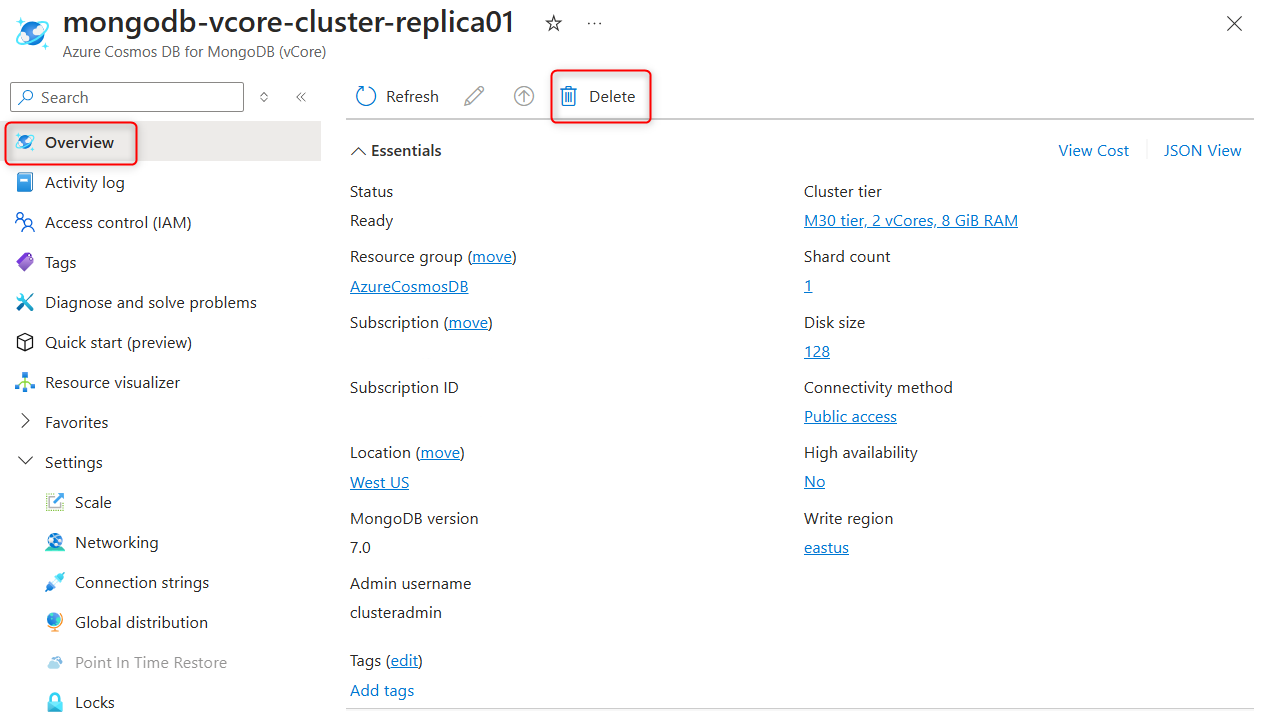 mongodb-vcore-cluster-replica01
Azure Cosmos DB for MongoDB (vCore)
Search
Refresh
Delete
Overview
Activity log
Access control (IAM)
Tags
Diagnose and solve problems
Quick start (preview)
Resource visualizer
Favorites
Settings
Scale
Networking
Connection strings
Global distribution
Point In Time Restore
Locks
Essentials
View Cost
JSON View
Status
Ready
Resource group (move)
AzureCosmosDB
Subscription (move)
Subscription ID
Location (move)
West US
MongoDB version
7.0
Admin username
clusteradmin
Tags (edit)
Add tags
Cluster tier
M30 tier, 2 vCores, 8 GiB RAM
Shard count
1
Disk size
128
Connectivity method
Public access
High availability
No
Write region
eastus